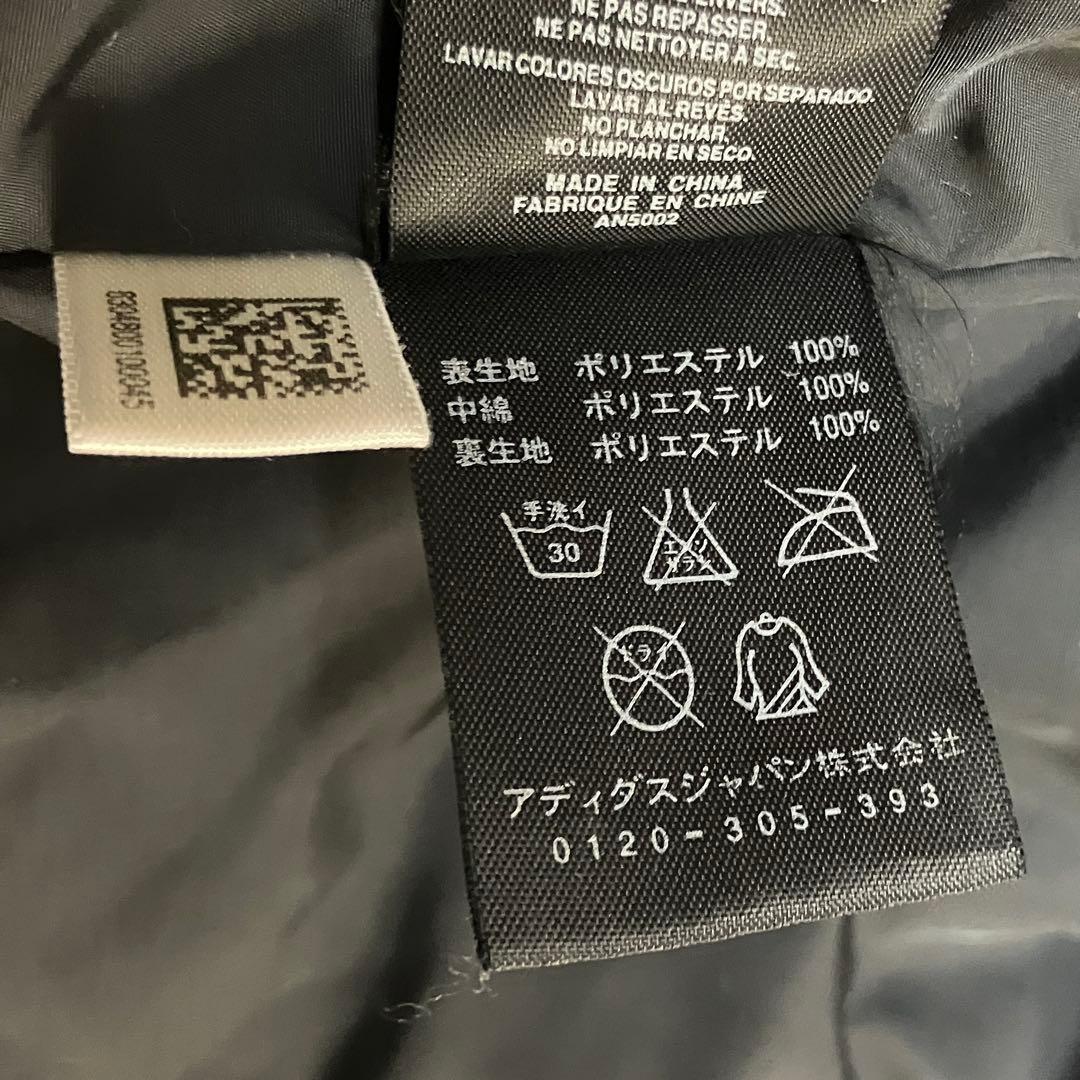 ENVERS.
NE PAS REPASSER.
NE PAS NETTOYER A SEC.
LAVAR COLORES OSCUROS POR SEPARADO.
LAVAR AL REVÉS.
NO PLANCHAR.
NO LIMPIAR EN SECO.
MADE IN CHINA
FABRIQUE EN CHINE
AN5002
表生地 ポリエステル 100%
中綿 ポリエステル 100%
裏生地 ポリエステル 100%
手洗イ
30
エンソ
サラシ
ドライ
アディダスジャパン株式会社
0120-305-393